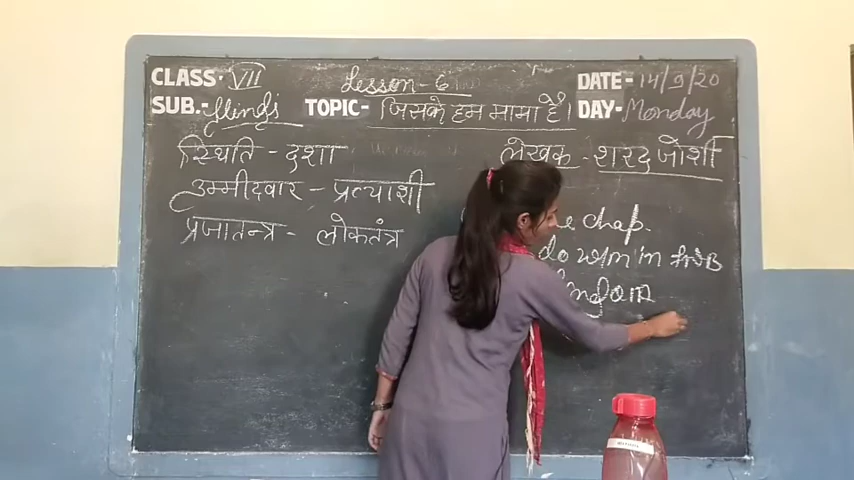 CLASS- VII
SUB.- Hindi
Lesson - 6
TOPIC- जिसके हम मामा है।
DATE- 14/9/20
DAY- Monday
लेखक - शरद जोशी
स्थिति - दशा
उम्मीदवार - प्रत्याशी
प्रजातन्त्र - लोकतंत्र
chap.
do w/m in